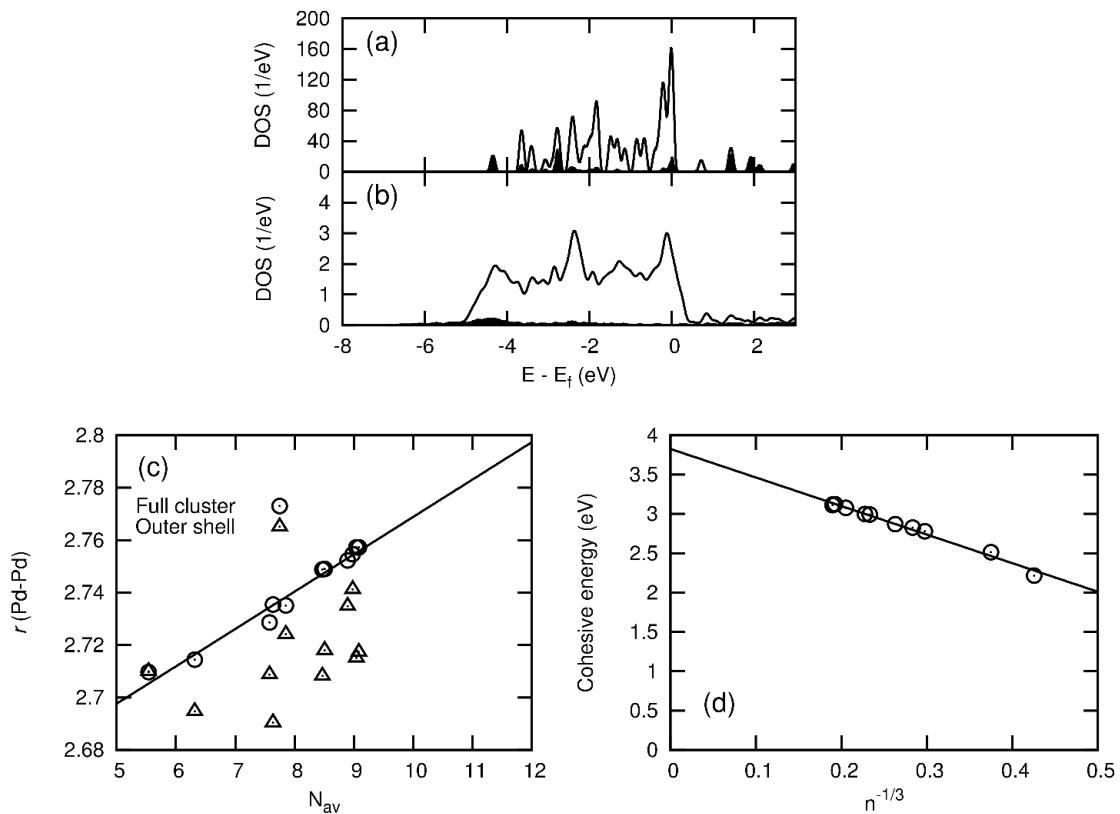 (a)
DOS (1/eV)
200
160
120
80
40
0
(b)
DOS (1/eV)
4
3
2
1
0
-8 -6 -4 -2 0 2
E - E_f (eV)
(c)
Full cluster
Outer shell
r (Pd-Pd)
2.8
2.78
2.76
2.74
2.72
2.7
2.68
5 6 7 8 9 10 11 12
N_av
(d)
Cohesive energy (eV)
4
3.5
3
2.5
2
1.5
1
0.5
0
0 0.1 0.2 0.3 0.4 0.5
n^-1/3